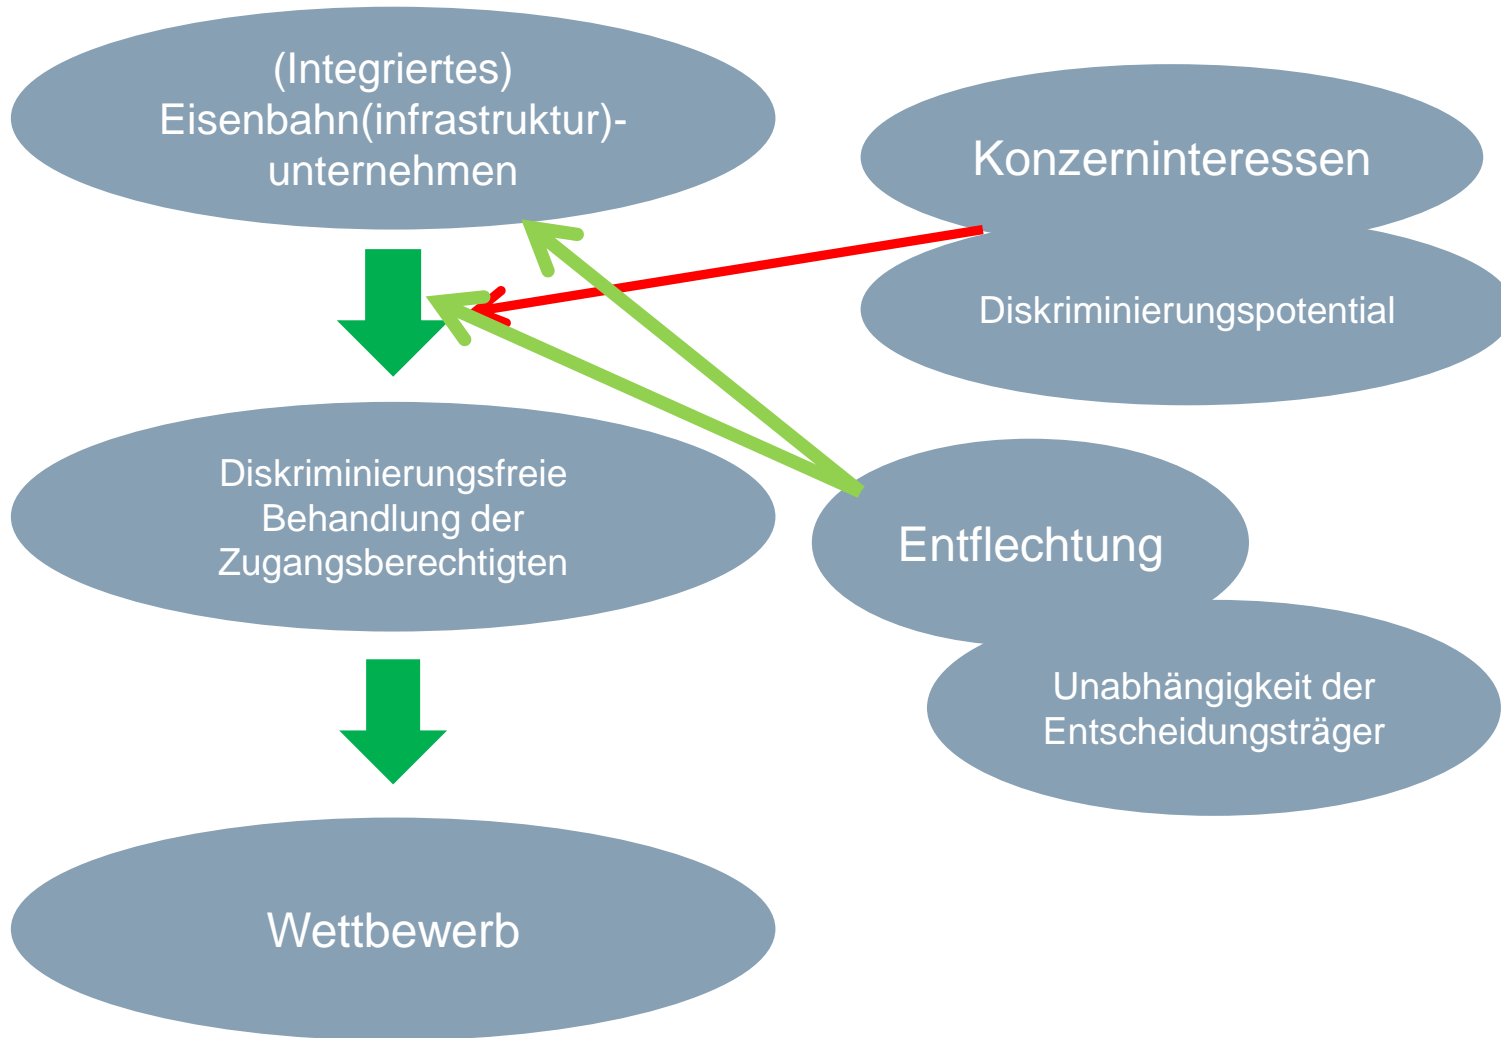 (Integriertes)
Eisenbahn(infrastruktur)-
unternehmen
Konzerninteressen
Diskriminierungspotential
Diskriminierungsfreie
Behandlung der
Zugangsberechtigten
Entflechtung
Unabhängigkeit der
Entscheidungsträger
Wettbewerb